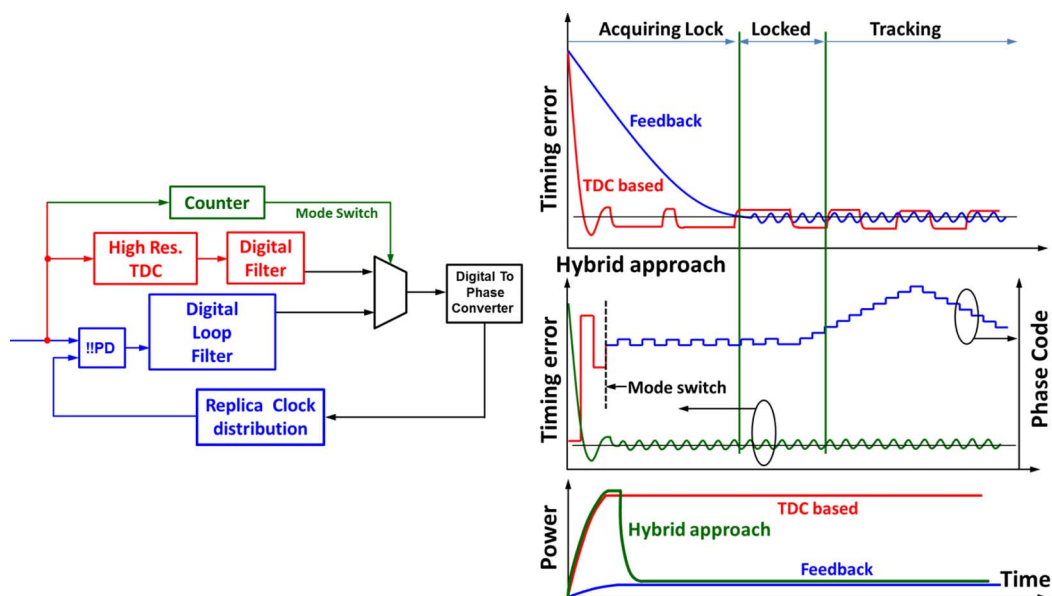 Counter
Mode Switch
High Res.
TDC
Digital
Filter
Digital
Loop
Filter
!!PD
Digital To
Phase
Converter
Replica Clock
distribution
Acquiring Lock
Locked
Tracking
Timing error
Feedback
TDC based
Hybrid approach
Timing error
Mode switch
Phase Code
Power
TDC based
Hybrid approach
Feedback
Time